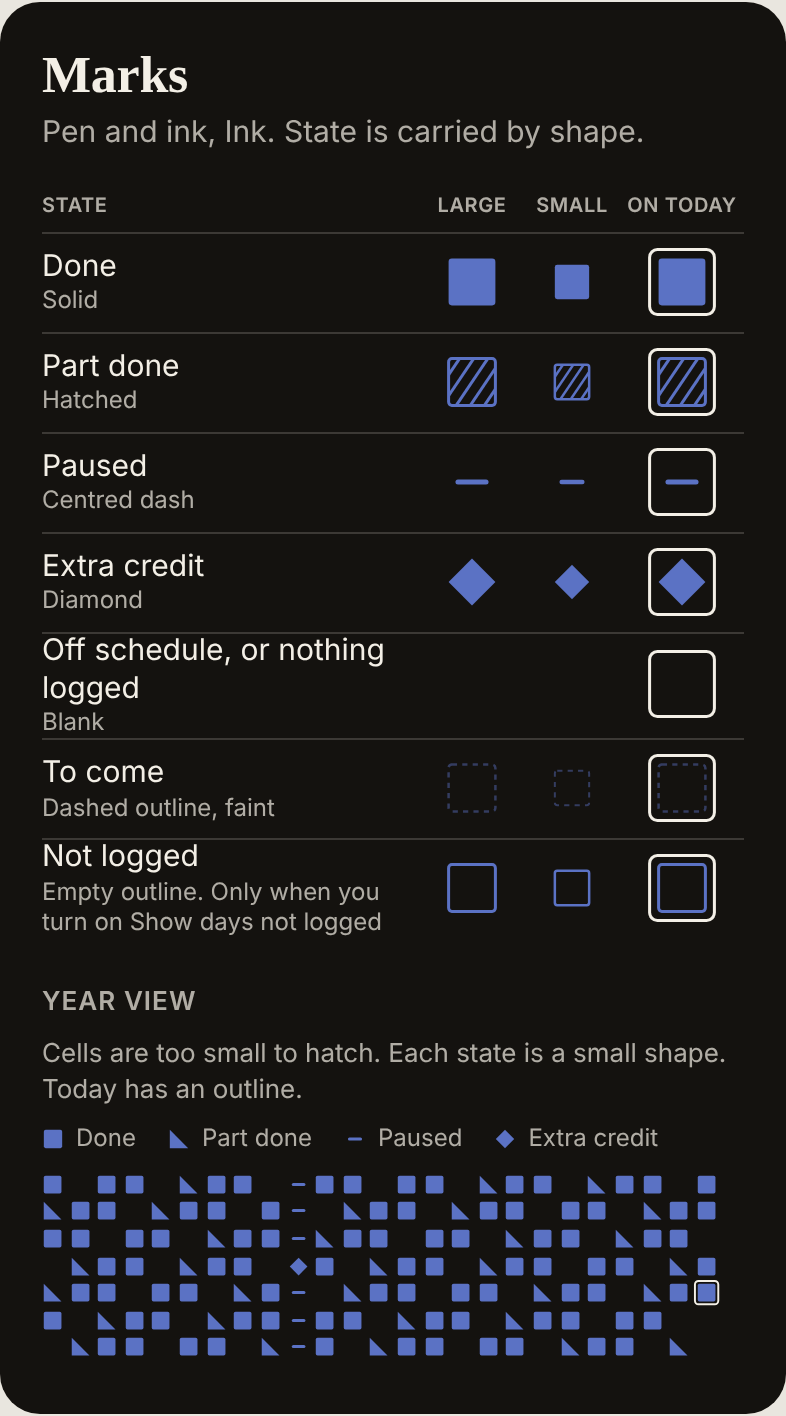 Marks
Pen and ink, Ink. State is carried by shape.
STATE LARGE SMALL ON TODAY
Done
Solid
Part done
Hatched
Paused
Centred dash
Extra credit
Diamond
Off schedule, or nothing
logged
Blank
To come
Dashed outline, faint
Not logged
Empty outline. Only when you
turn on Show days not logged
YEAR VIEW
Cells are too small to hatch. Each state is a small shape.
Today has an outline.
Done Part done Paused Extra credit